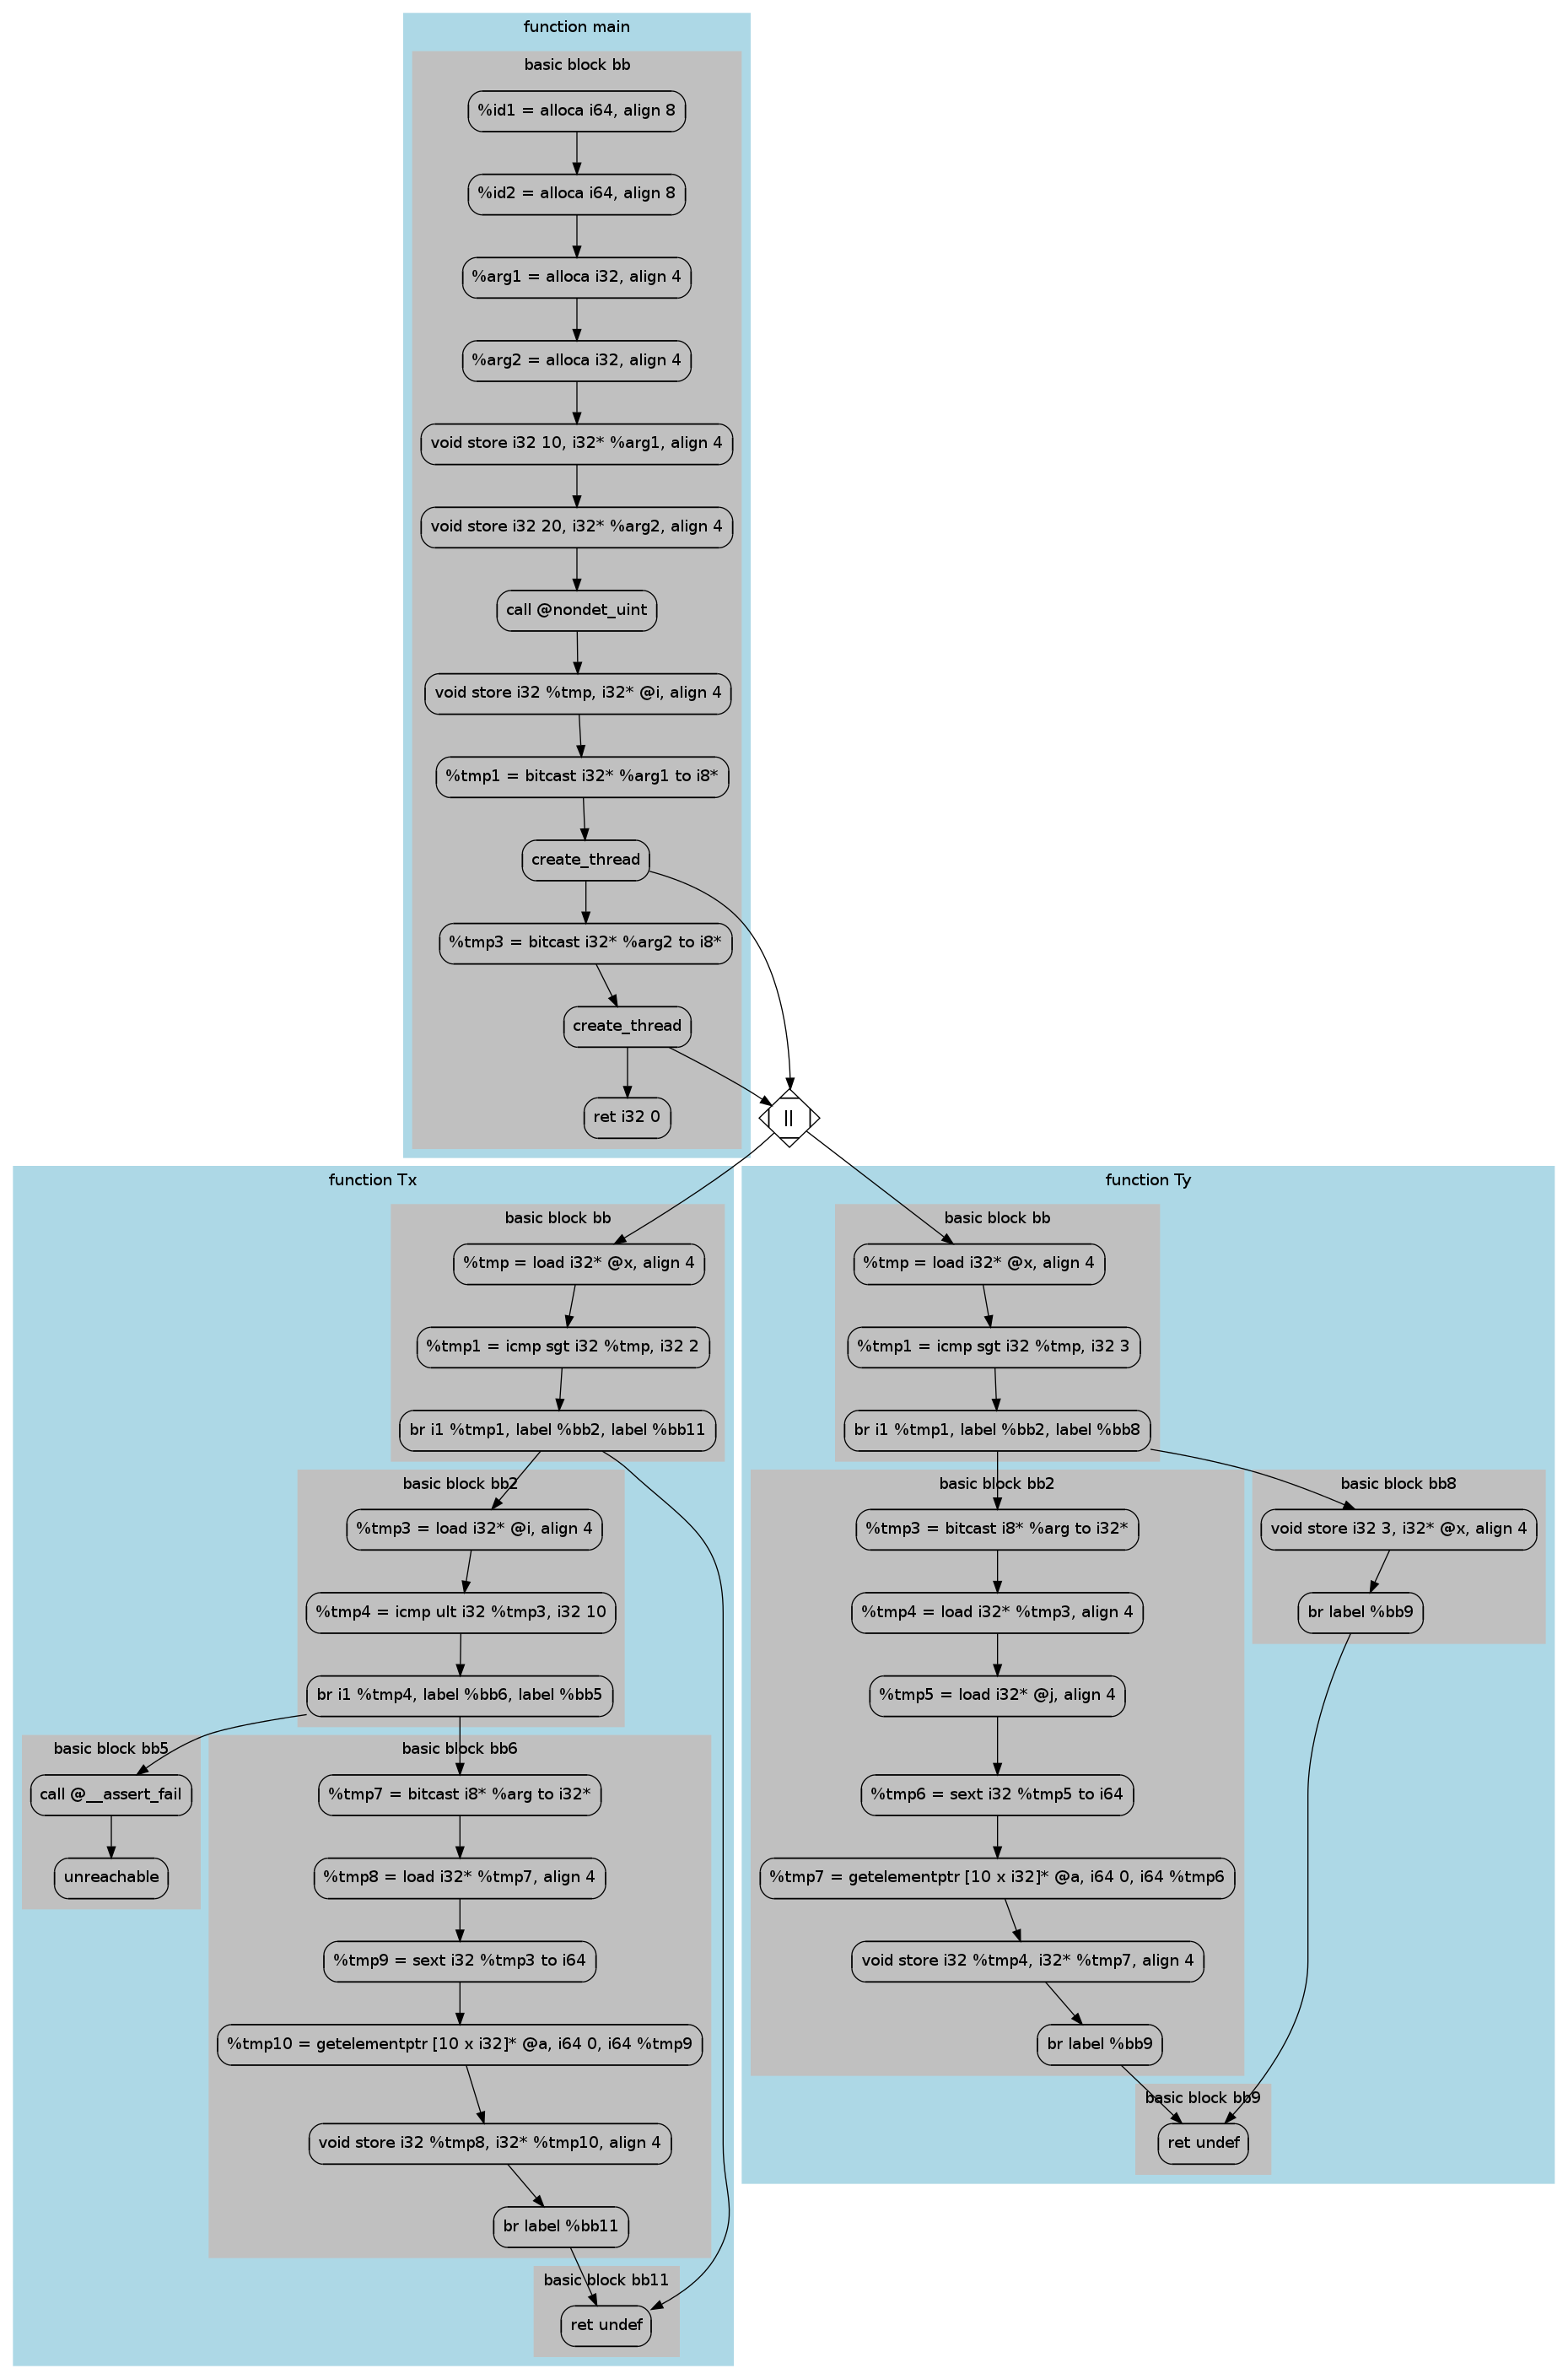 function main
basic block bb
%id1 = alloca i64, align 8
%id2 = alloca i64, align 8
%arg1 = alloca i32, align 4
%arg2 = alloca i32, align 4
void store i32 10, i32* %arg1, align 4
void store i32 20, i32* %arg2, align 4
call @nondet_uint
void store i32 %tmp, i32* @i, align 4
%tmp1 = bitcast i32* %arg1 to i8*
create_thread
%tmp3 = bitcast i32* %arg2 to i8*
create_thread
ret i32 0
||
function Tx
basic block bb
%tmp = load i32* @x, align 4
%tmp1 = icmp sgt i32 %tmp, i32 2
br i1 %tmp1, label %bb2, label %bb11
basic block bb2
%tmp3 = load i32* @i, align 4
%tmp4 = icmp ult i32 %tmp3, i32 10
br i1 %tmp4, label %bb6, label %bb5
basic block bb5
call @__assert_fail
unreachable
basic block bb6
%tmp7 = bitcast i8* %arg to i32*
%tmp8 = load i32* %tmp7, align 4
%tmp9 = sext i32 %tmp3 to i64
%tmp10 = getelementptr [10 x i32]* @a, i64 0, i64 %tmp9
void store i32 %tmp8, i32* %tmp10, align 4
br label %bb11
basic block bb11
ret undef
function Ty
basic block bb
%tmp = load i32* @x, align 4
%tmp1 = icmp sgt i32 %tmp, i32 3
br i1 %tmp1, label %bb2, label %bb8
basic block bb2
%tmp3 = bitcast i8* %arg to i32*
%tmp4 = load i32* %tmp3, align 4
%tmp5 = load i32* @j, align 4
%tmp6 = sext i32 %tmp5 to i64
%tmp7 = getelementptr [10 x i32]* @a, i64 0, i64 %tmp6
void store i32 %tmp4, i32* %tmp7, align 4
br label %bb9
basic block bb8
void store i32 3, i32* @x, align 4
br label %bb9
basic block bb9
ret undef